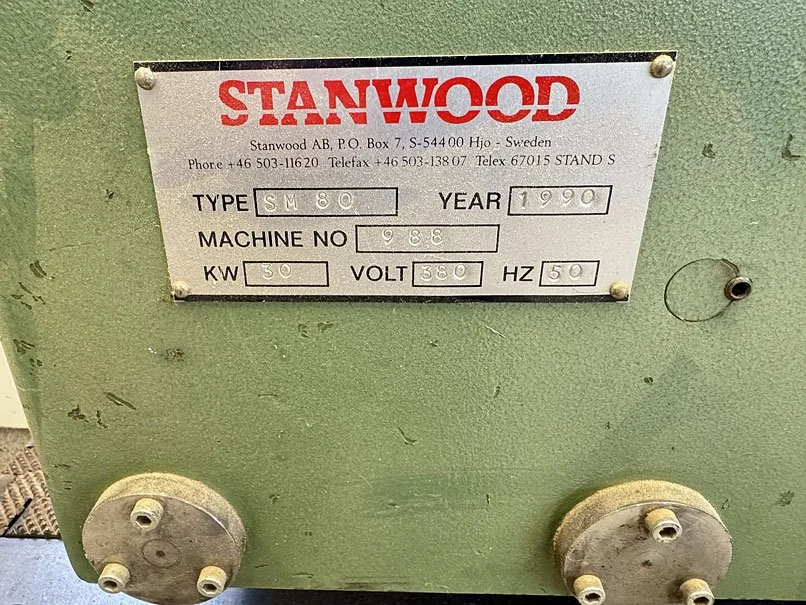 STANWOOD
Stanwood AB, P.O. Box 7, S-544 00 Hjo - Sweden
Phone +46 503-116 20 Telefax +46 503-138 07 Telex 67015 STAND S
TYPE SM 80 YEAR 1990
MACHINE NO 988
KW 30 VOLT 380 HZ 50